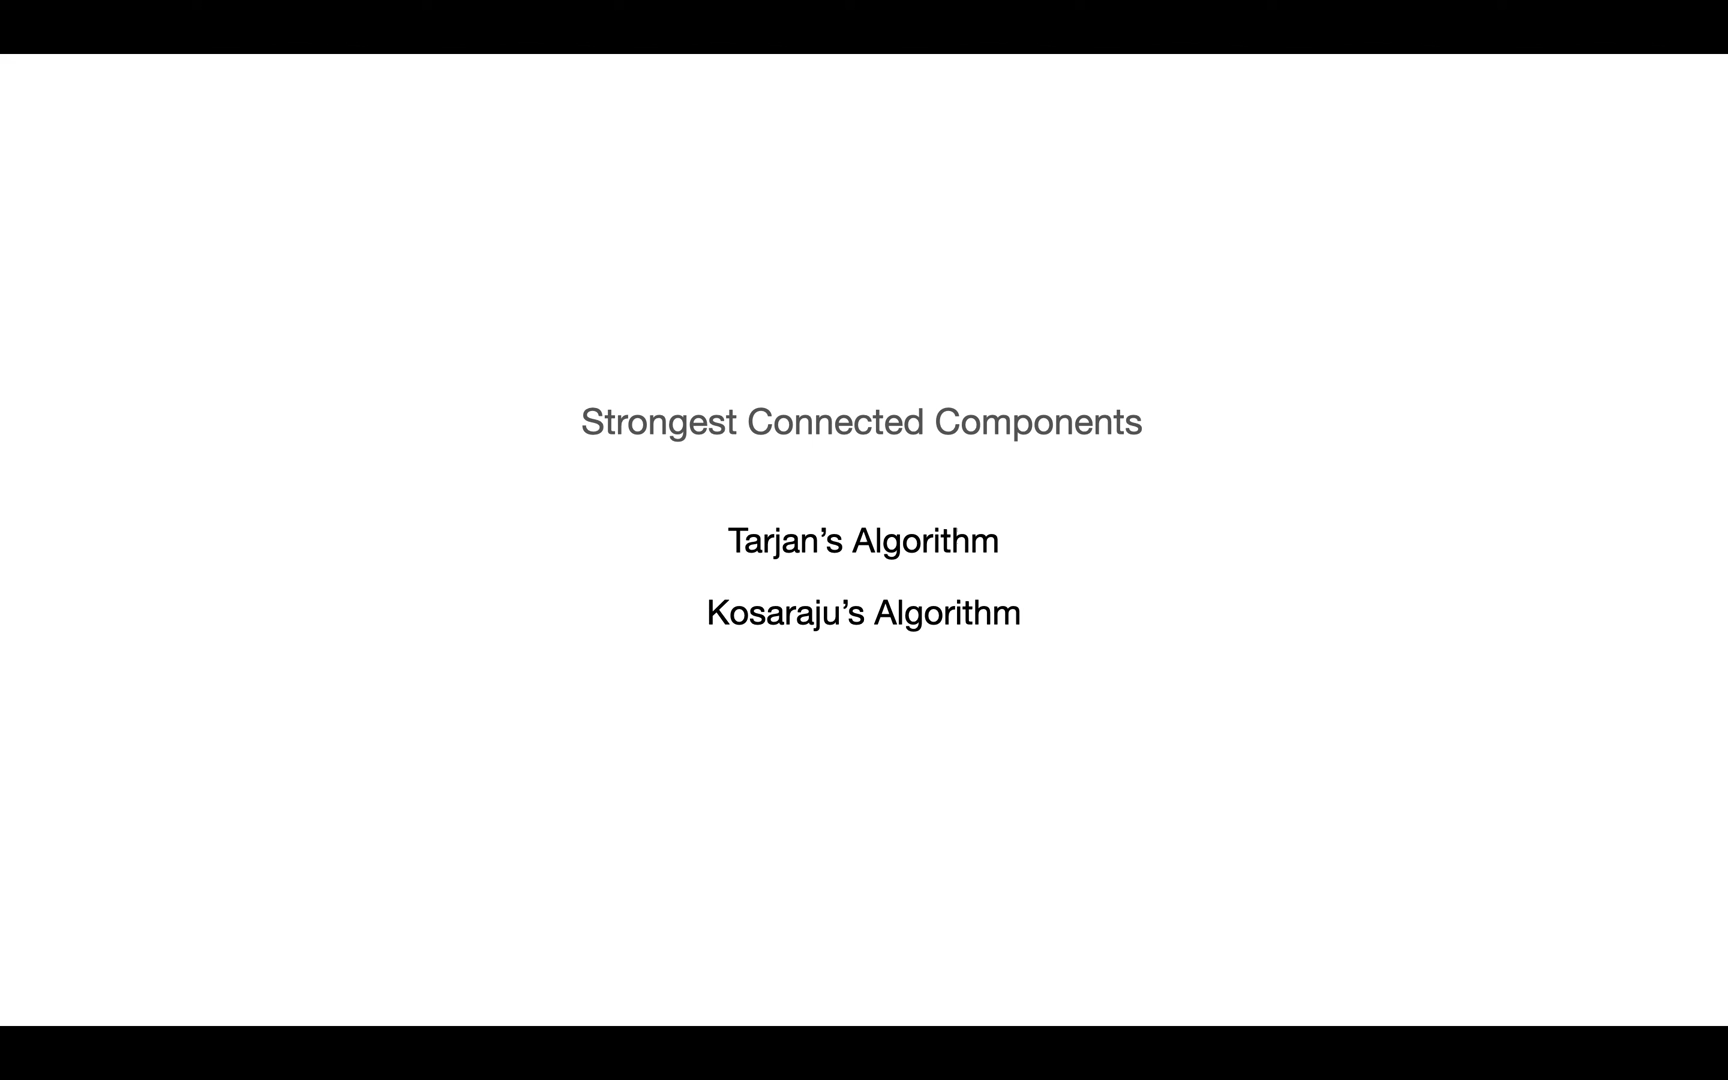 Strongest Connected Components
Tarjan’s Algorithm
Kosaraju’s Algorithm